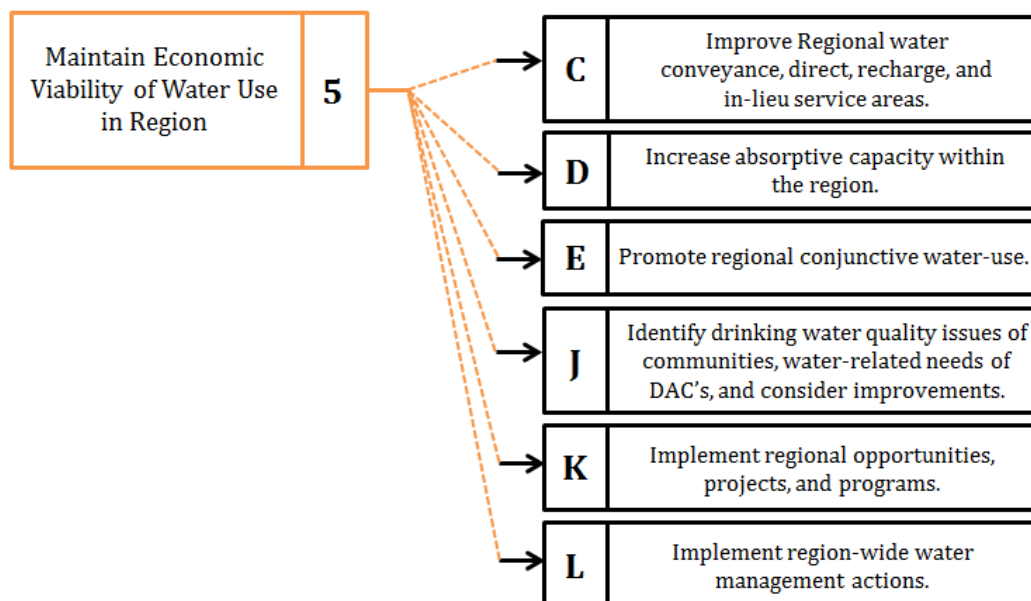 Maintain Economic
Viability of Water Use
in Region
5
C
Improve Regional water
conveyance, direct, recharge, and
in-lieu service areas.
D
Increase absorptive capacity within
the region.
E
Promote regional conjunctive water-use.
J
Identify drinking water quality issues of
communities, water-related needs of
DAC's, and consider improvements.
K
Implement regional opportunities,
projects, and programs.
L
Implement region-wide water
management actions.